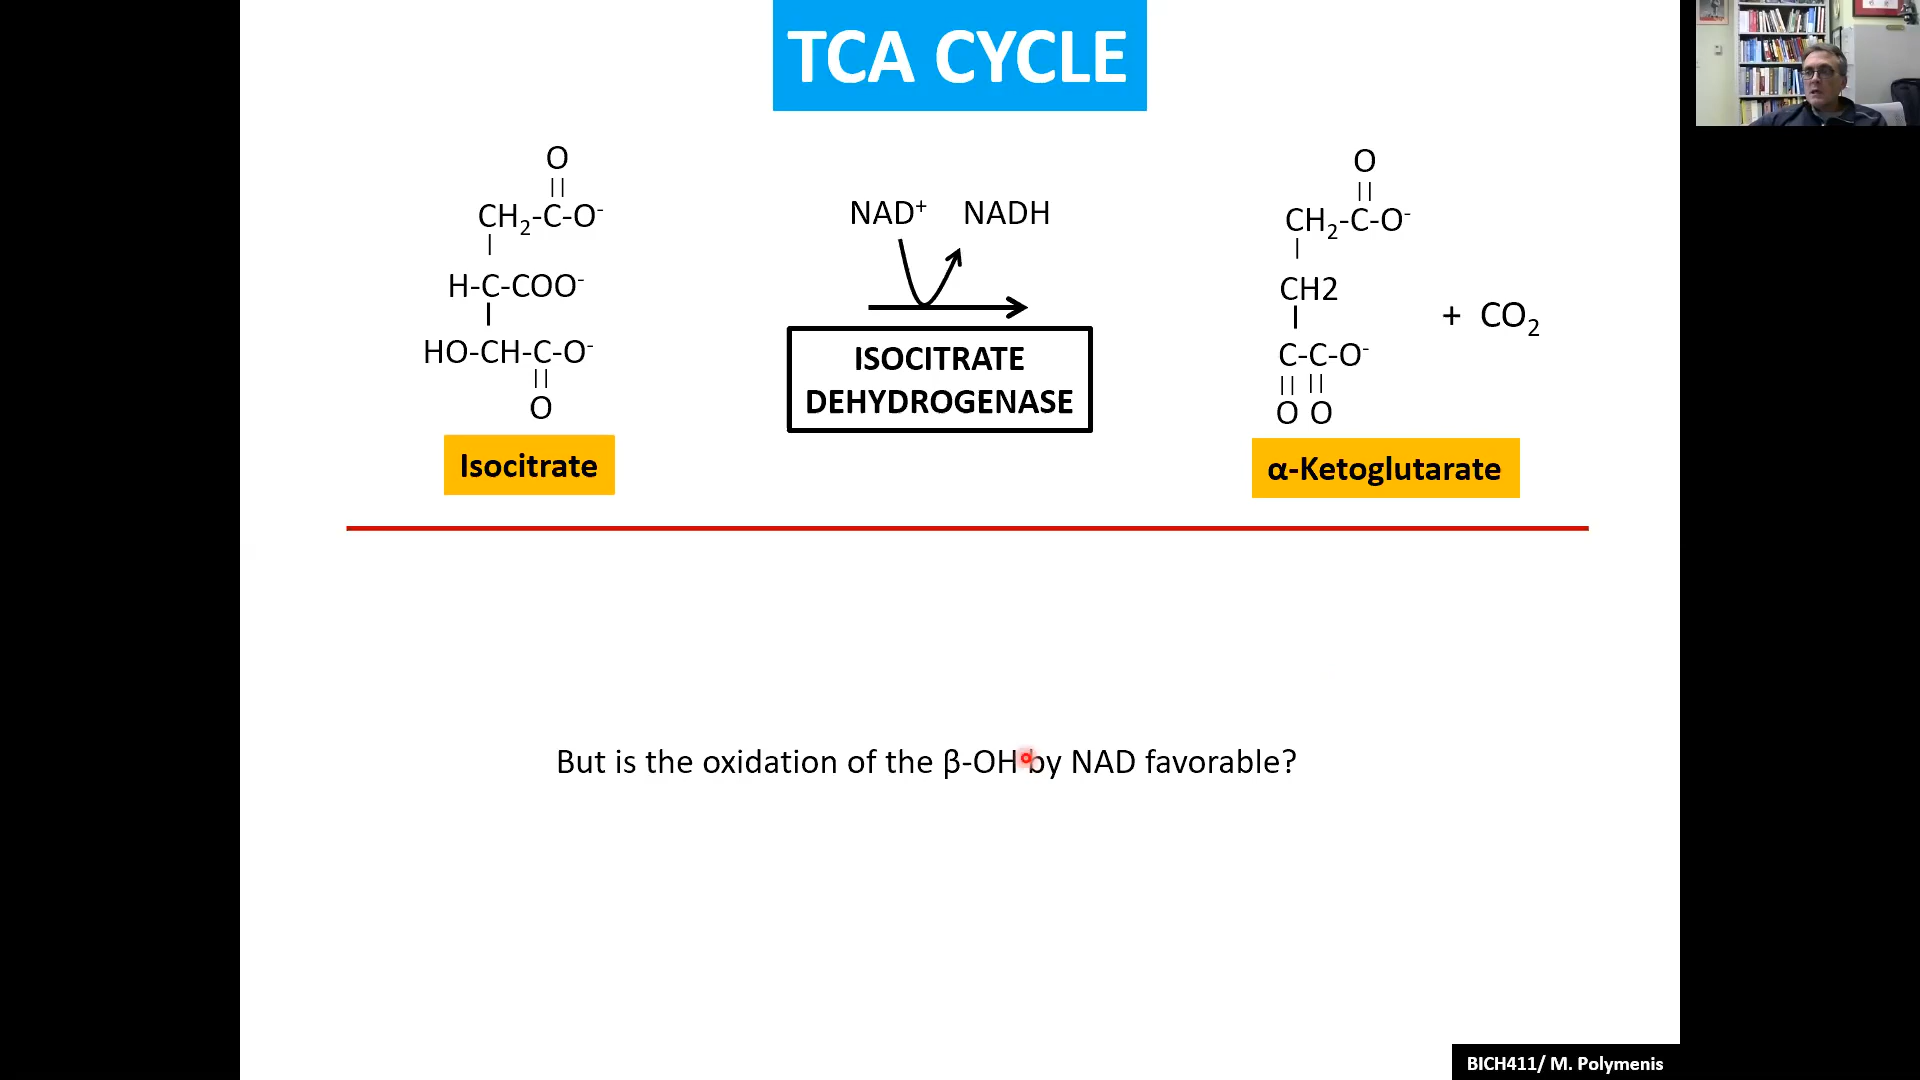 TCA CYCLE
O
||
CH₂-C-O⁻
|
H-C-COO⁻
|
HO-CH-C-O⁻
||
O
Isocitrate
NAD⁺ NADH
ISOCITRATE
DEHYDROGENASE
O
||
CH₂-C-O⁻
|
CH2
|
C-C-O⁻
|| ||
O O
+ CO₂
α-Ketoglutarate
But is the oxidation of the β-OH by NAD favorable?
BICH411/ M. Polymenis